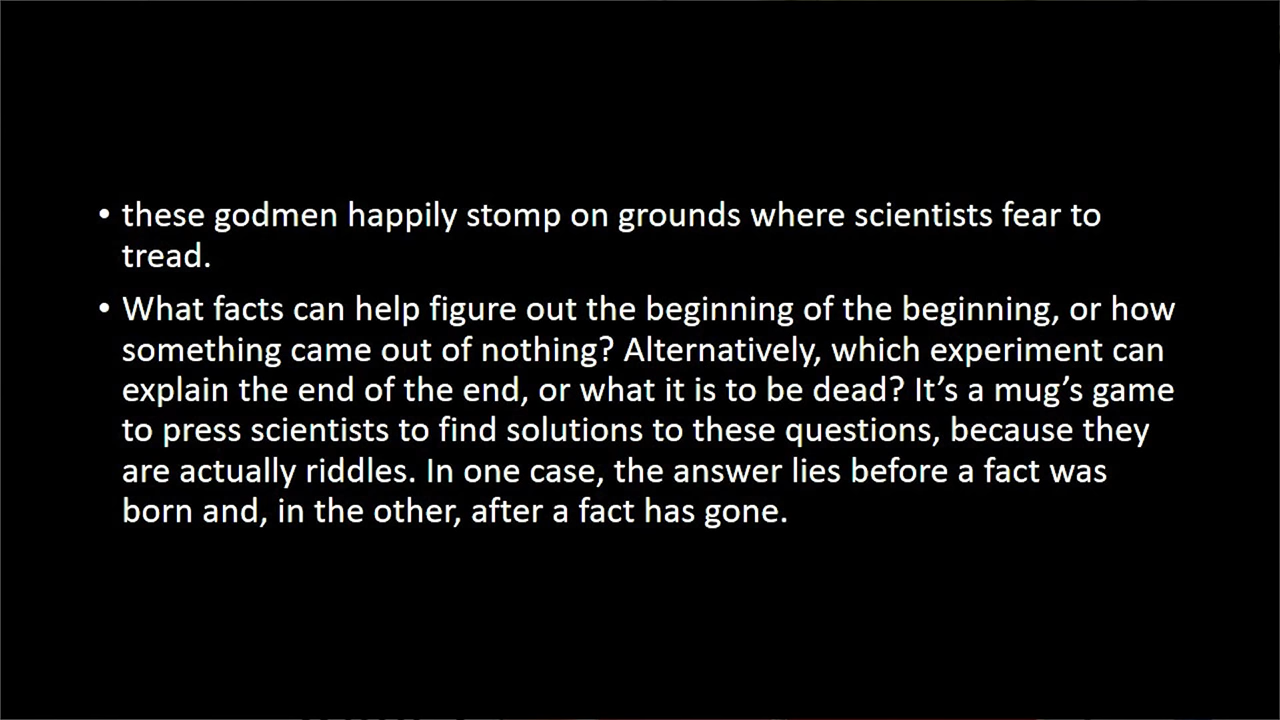 • these godmen happily stomp on grounds where scientists fear to
tread.
• What facts can help figure out the beginning of the beginning, or how
something came out of nothing? Alternatively, which experiment can
explain the end of the end, or what it is to be dead? It’s a mug’s game
to press scientists to find solutions to these questions, because they
are actually riddles. In one case, the answer lies before a fact was
born and, in the other, after a fact has gone.